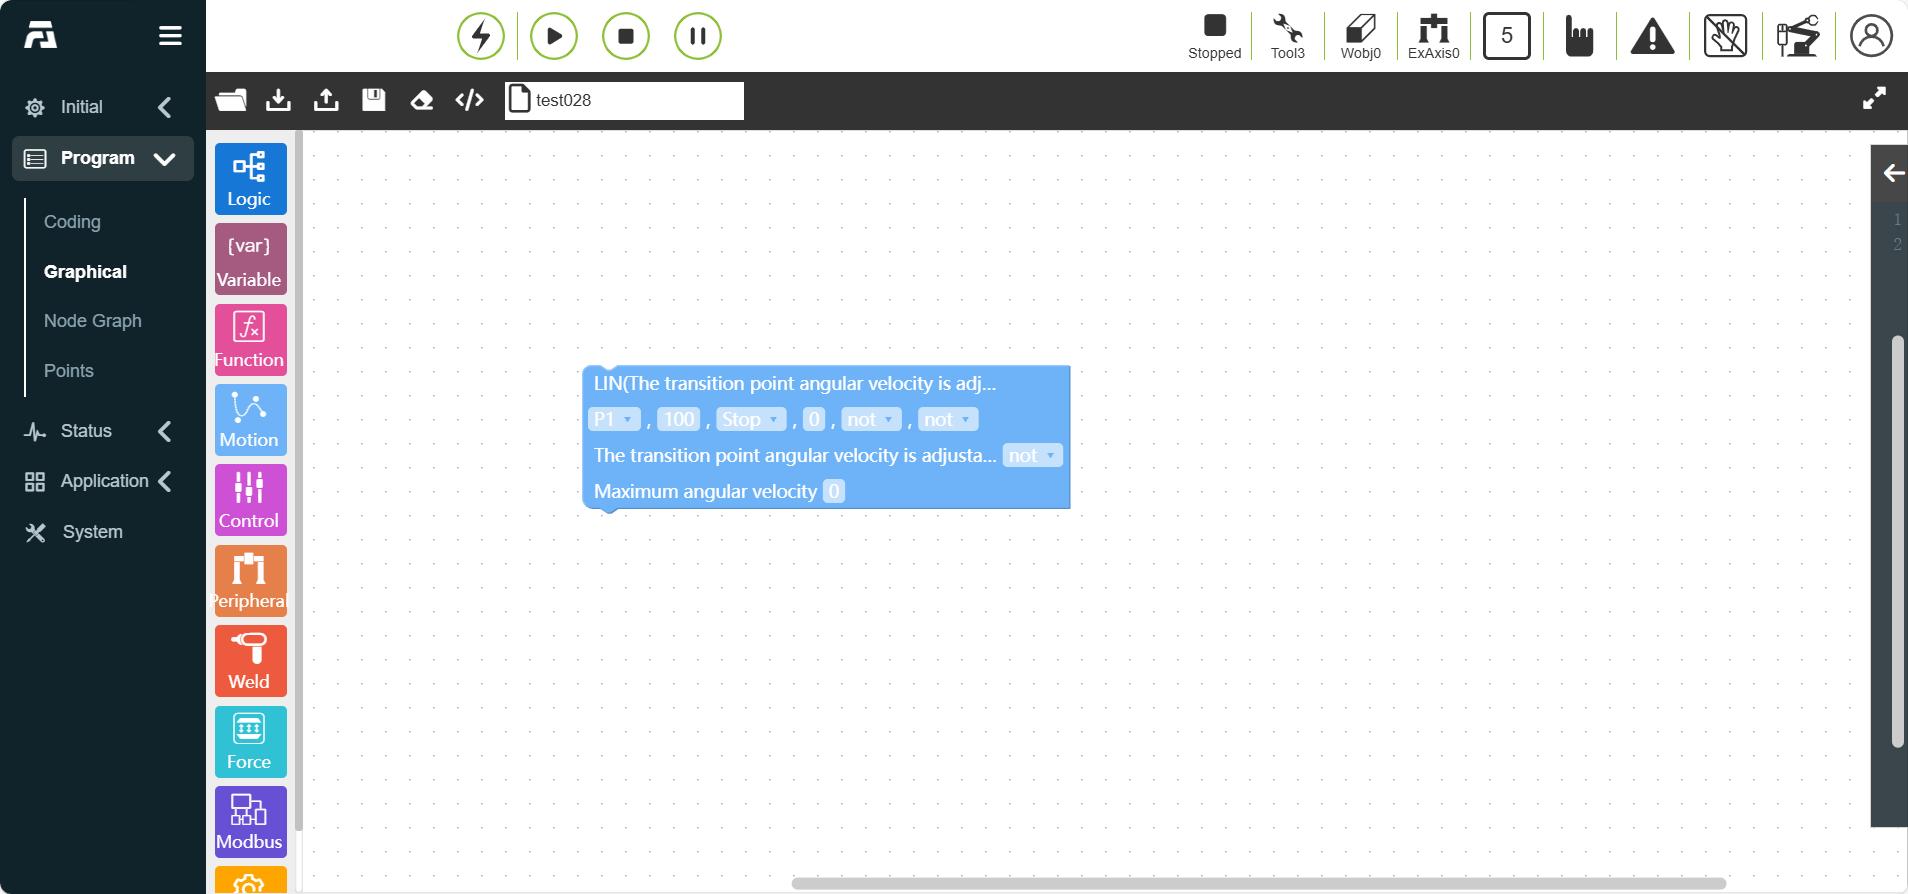 Stopped
Tool3
Wobj0
ExAxis0
5
test028
Initial
Program
Coding
Graphical
Node Graph
Points
Status
Application
System
Logic
{var}
Variable
fx
Function
Motion
Control
Peripheral
Weld
Force
Modbus
LIN(The transition point angular velocity is adj...
P1 , 100 , Stop , 0 , not , not
The transition point angular velocity is adjusta... not
Maximum angular velocity 0
1
2